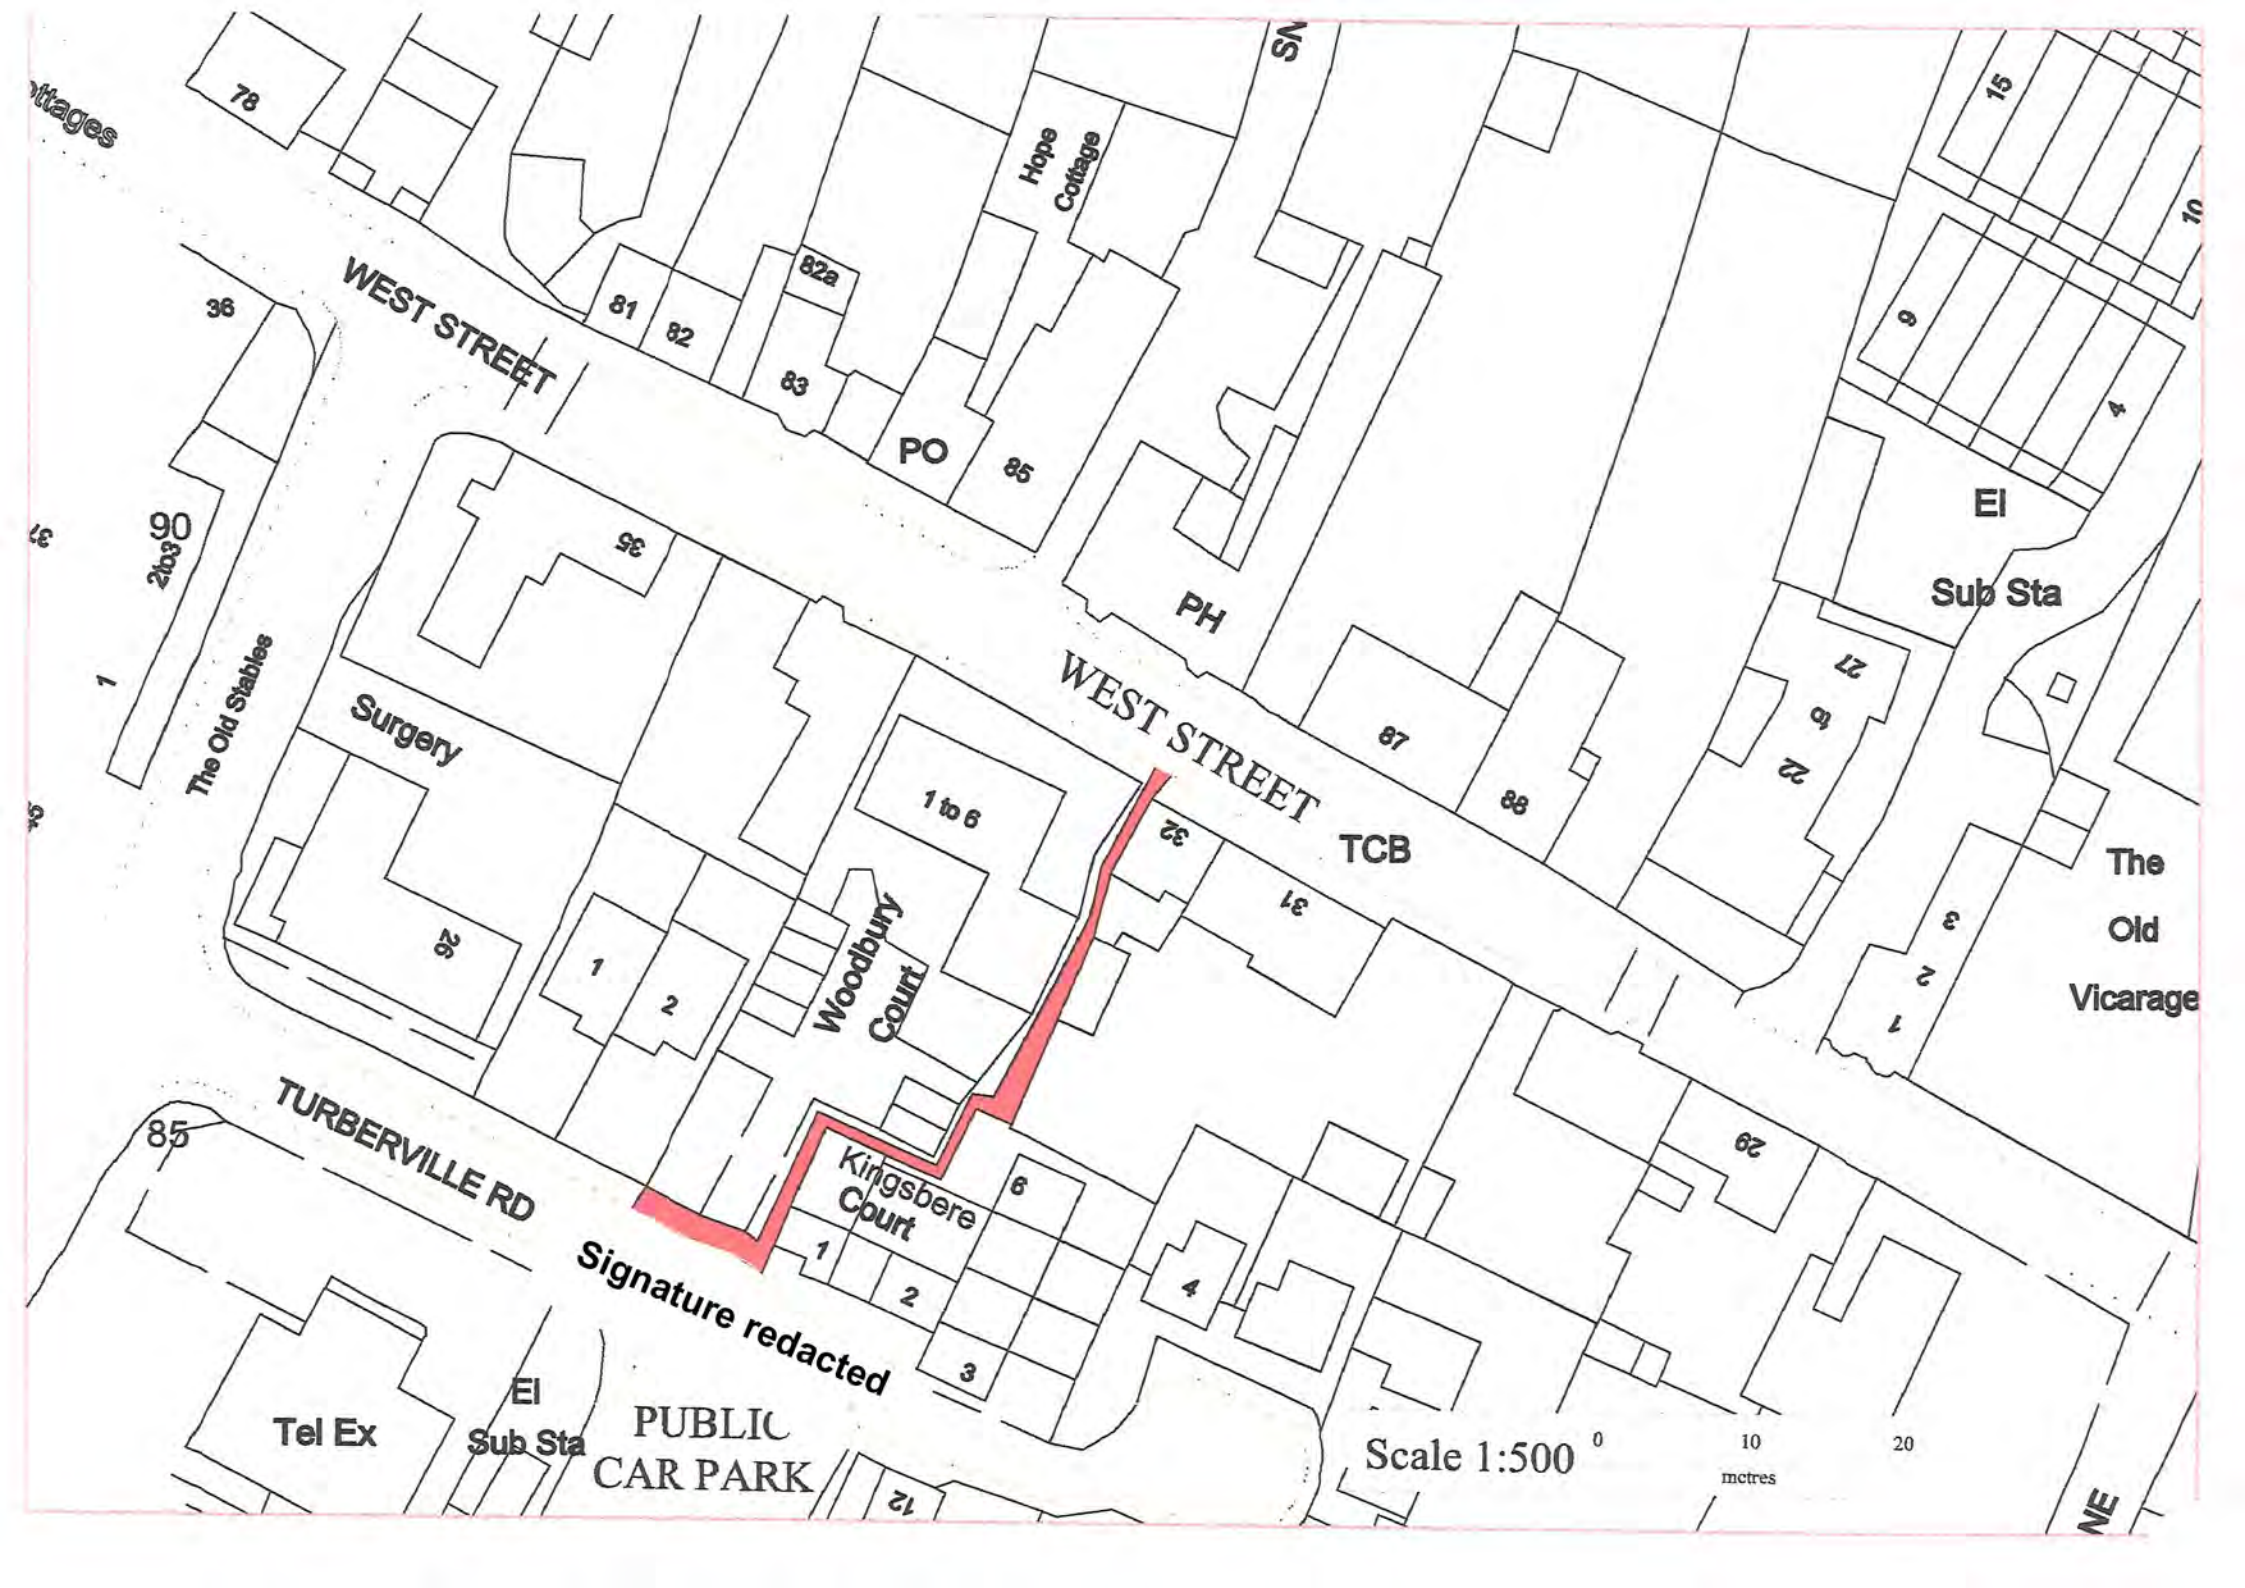 SN
78
15
Hope
Cottage
10
82a
36
WEST STREET
81
82
9
83
4
PO
85
El
90
2to3
35
Sub Sta
PH
27
to
22
1
The Old Stables
Surgery
WEST STREET
87
88
1 to 6
32
TCB
The
Old
Vicarage
31
26
Woodbury
Court
1
2
3
2
1
TURBERVILLE RD
85
29
Kingsbere
Court
6
1
2
3
4
Signature redacted
El
Sub Sta
Tel Ex
PUBLIC
CAR PARK
12
Scale 1:500
0 10 20
metres
NE